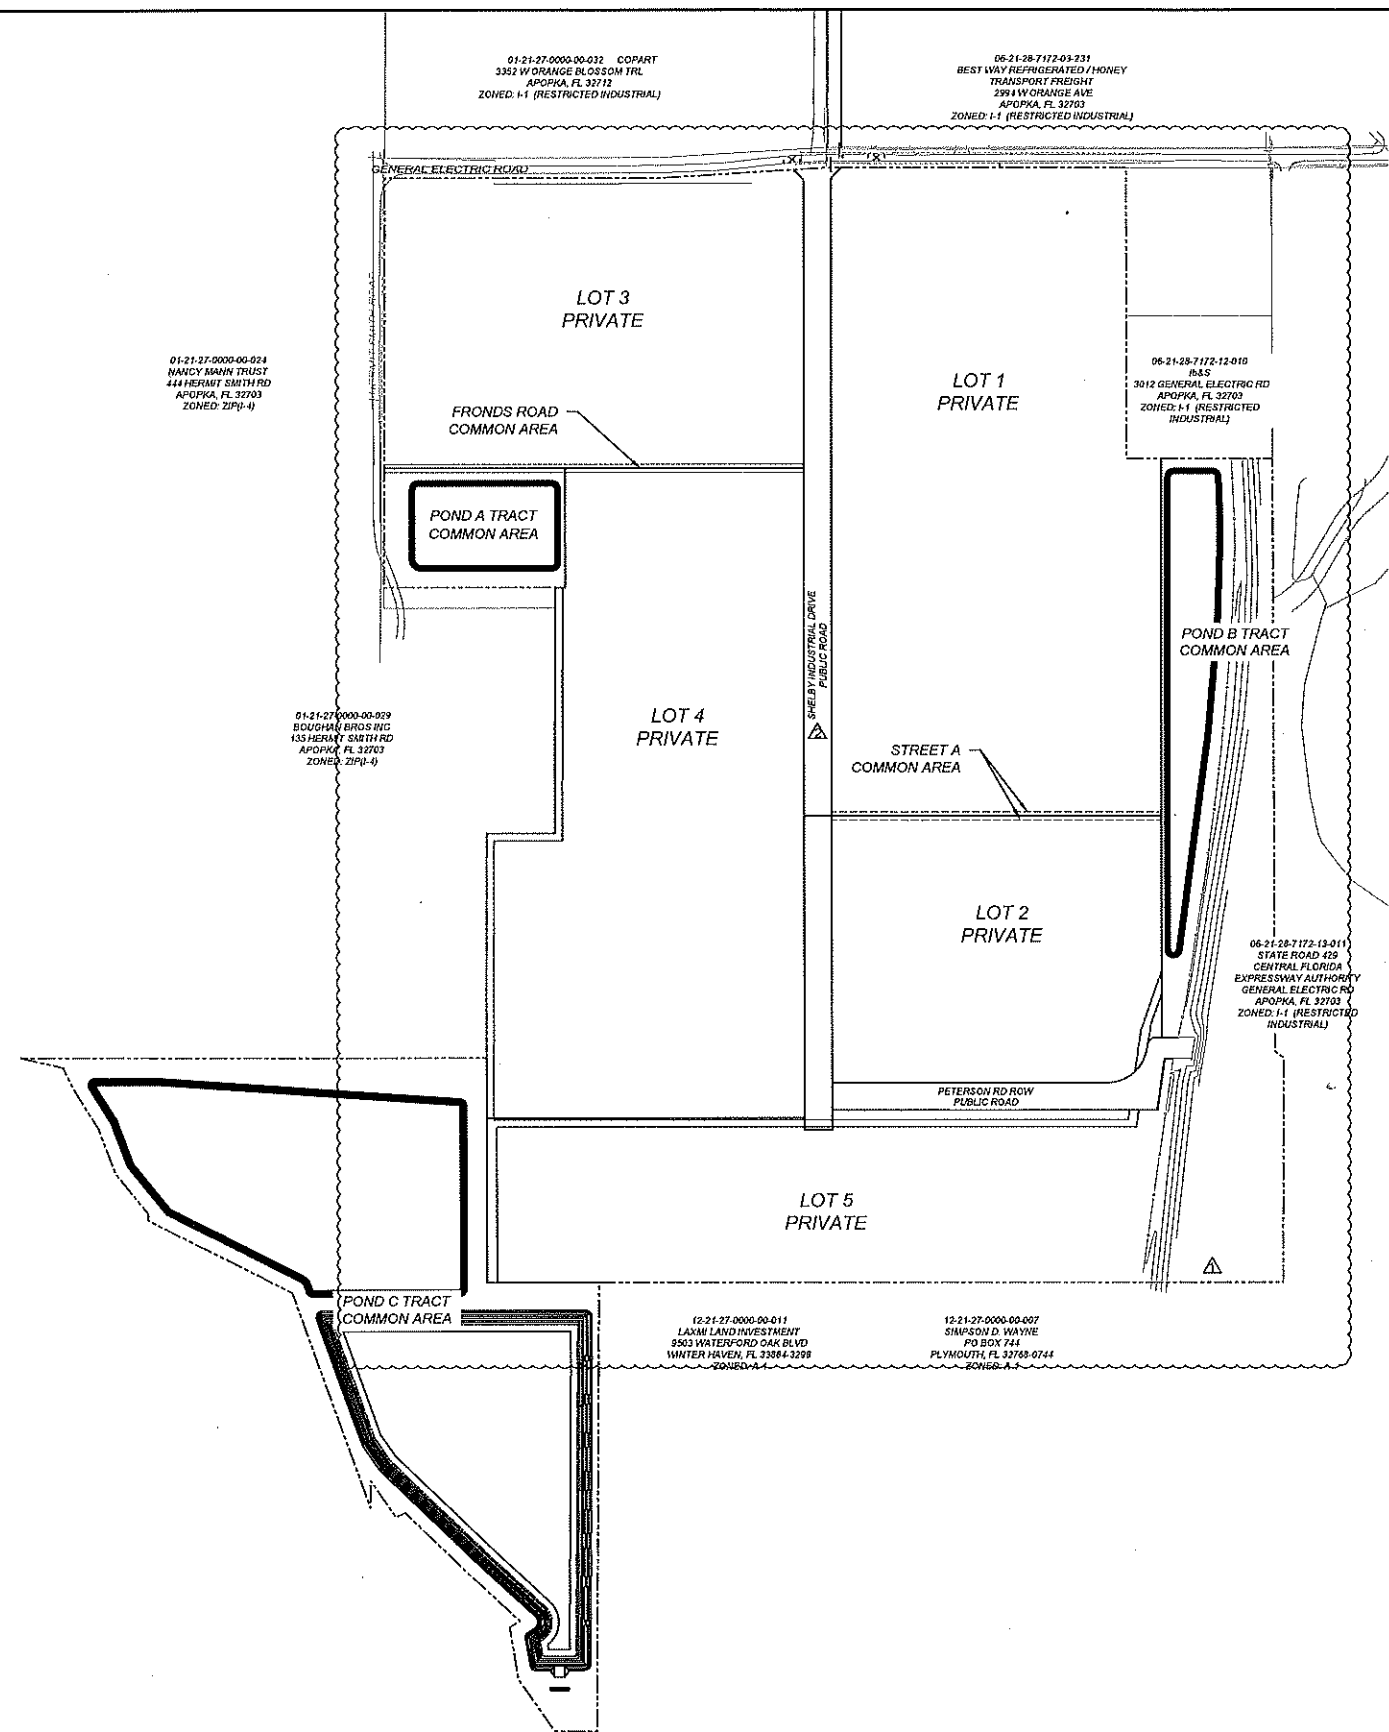 01-21-27-0000-00-032 COPART
3352 W ORANGE BLOSSOM TRL
APOPKA, FL 32712
ZONED: I-1 (RESTRICTED INDUSTRIAL)
06-21-28-7172-03-231
BEST WAY REFRIGERATED / HONEY
TRANSPORT FREIGHT
2994 W ORANGE AVE
APOPKA, FL 32703
ZONED: I-1 (RESTRICTED INDUSTRIAL)
GENERAL ELECTRIC ROAD
LOT 3
PRIVATE
01-21-27-0000-00-024
NANCY MANN TRUST
444 HERMIT SMITH RD
APOPKA, FL 32703
ZONED: ZIP(I-4)
LOT 1
PRIVATE
06-21-28-7172-12-010
3012 GENERAL ELECTRIC RD
APOPKA, FL 32703
ZONED: I-1 (RESTRICTED
INDUSTRIAL)
FRONDS ROAD
COMMON AREA
POND A TRACT
COMMON AREA
SHELBY INDUSTRIAL DRIVE
PUBLIC ROAD
2
POND B TRACT
COMMON AREA
01-21-27-0000-00-029
BOUGHAN BROS INC
135 HERMIT SMITH RD
APOPKA, FL 32703
ZONED: ZIP(I-4)
LOT 4
PRIVATE
STREET A
COMMON AREA
LOT 2
PRIVATE
06-21-28-7172-13-011
STATE ROAD 429
CENTRAL FLORIDA
EXPRESSWAY AUTHORITY
GENERAL ELECTRIC RD
APOPKA, FL 32703
ZONED: I-1 (RESTRICTED
INDUSTRIAL)
PETERSON RD ROW
PUBLIC ROAD
LOT 5
PRIVATE
1
POND C TRACT
COMMON AREA
12-21-27-0000-00-011
LAXMI LAND INVESTMENT
9503 WATERFORD OAK BLVD
WINTER HAVEN, FL 33884-3298
ZONED: A-1
12-21-27-0000-00-007
SIMPSON D. WAYNE
PO BOX 744
PLYMOUTH, FL 32768-0744
ZONED: A-1